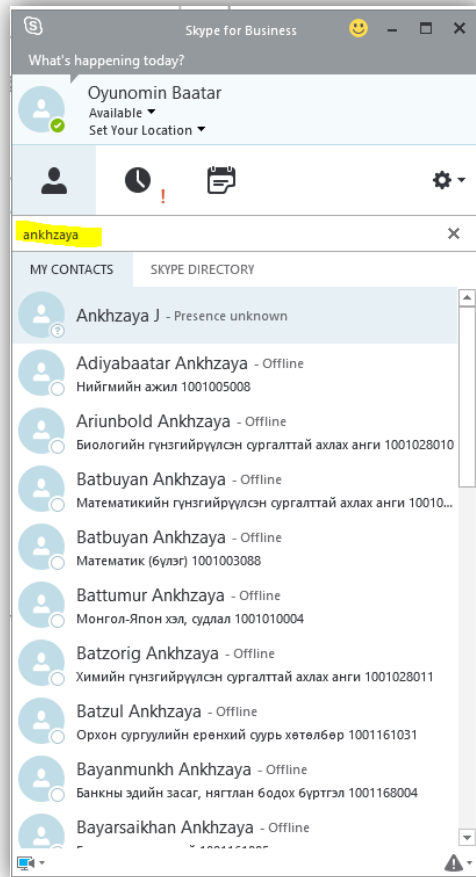 Skype for Business
What's happening today?
Oyunomin Baatar
Available
Set Your Location
!
ankhzaya
MY CONTACTS SKYPE DIRECTORY
Ankhzaya J - Presence unknown
Adiyabaatar Ankhzaya - Offline
Нийгмийн ажил 1001005008
Ariunbold Ankhzaya - Offline
Биологийн гүнзгийрүүлсэн сургалттай ахлах анги 1001028010
Batbuyan Ankhzaya - Offline
Математикийн гүнзгийрүүлсэн сургалттай ахлах анги 10010...
Batbuyan Ankhzaya - Offline
Математик (бүлэг) 1001003088
Battumur Ankhzaya - Offline
Монгол-Япон хэл, судлал 1001010004
Batzorig Ankhzaya - Offline
Химийн гүнзгийрүүлсэн сургалттай ахлах анги 1001028011
Batzul Ankhzaya - Offline
Орхон сургуулийн ерөнхий суурь хөтөлбөр 1001161031
Bayanmunkh Ankhzaya - Offline
Банкны эдийн засаг, нягтлан бодох бүртгэл 1001168004
Bayarsaikhan Ankhzaya - Offline